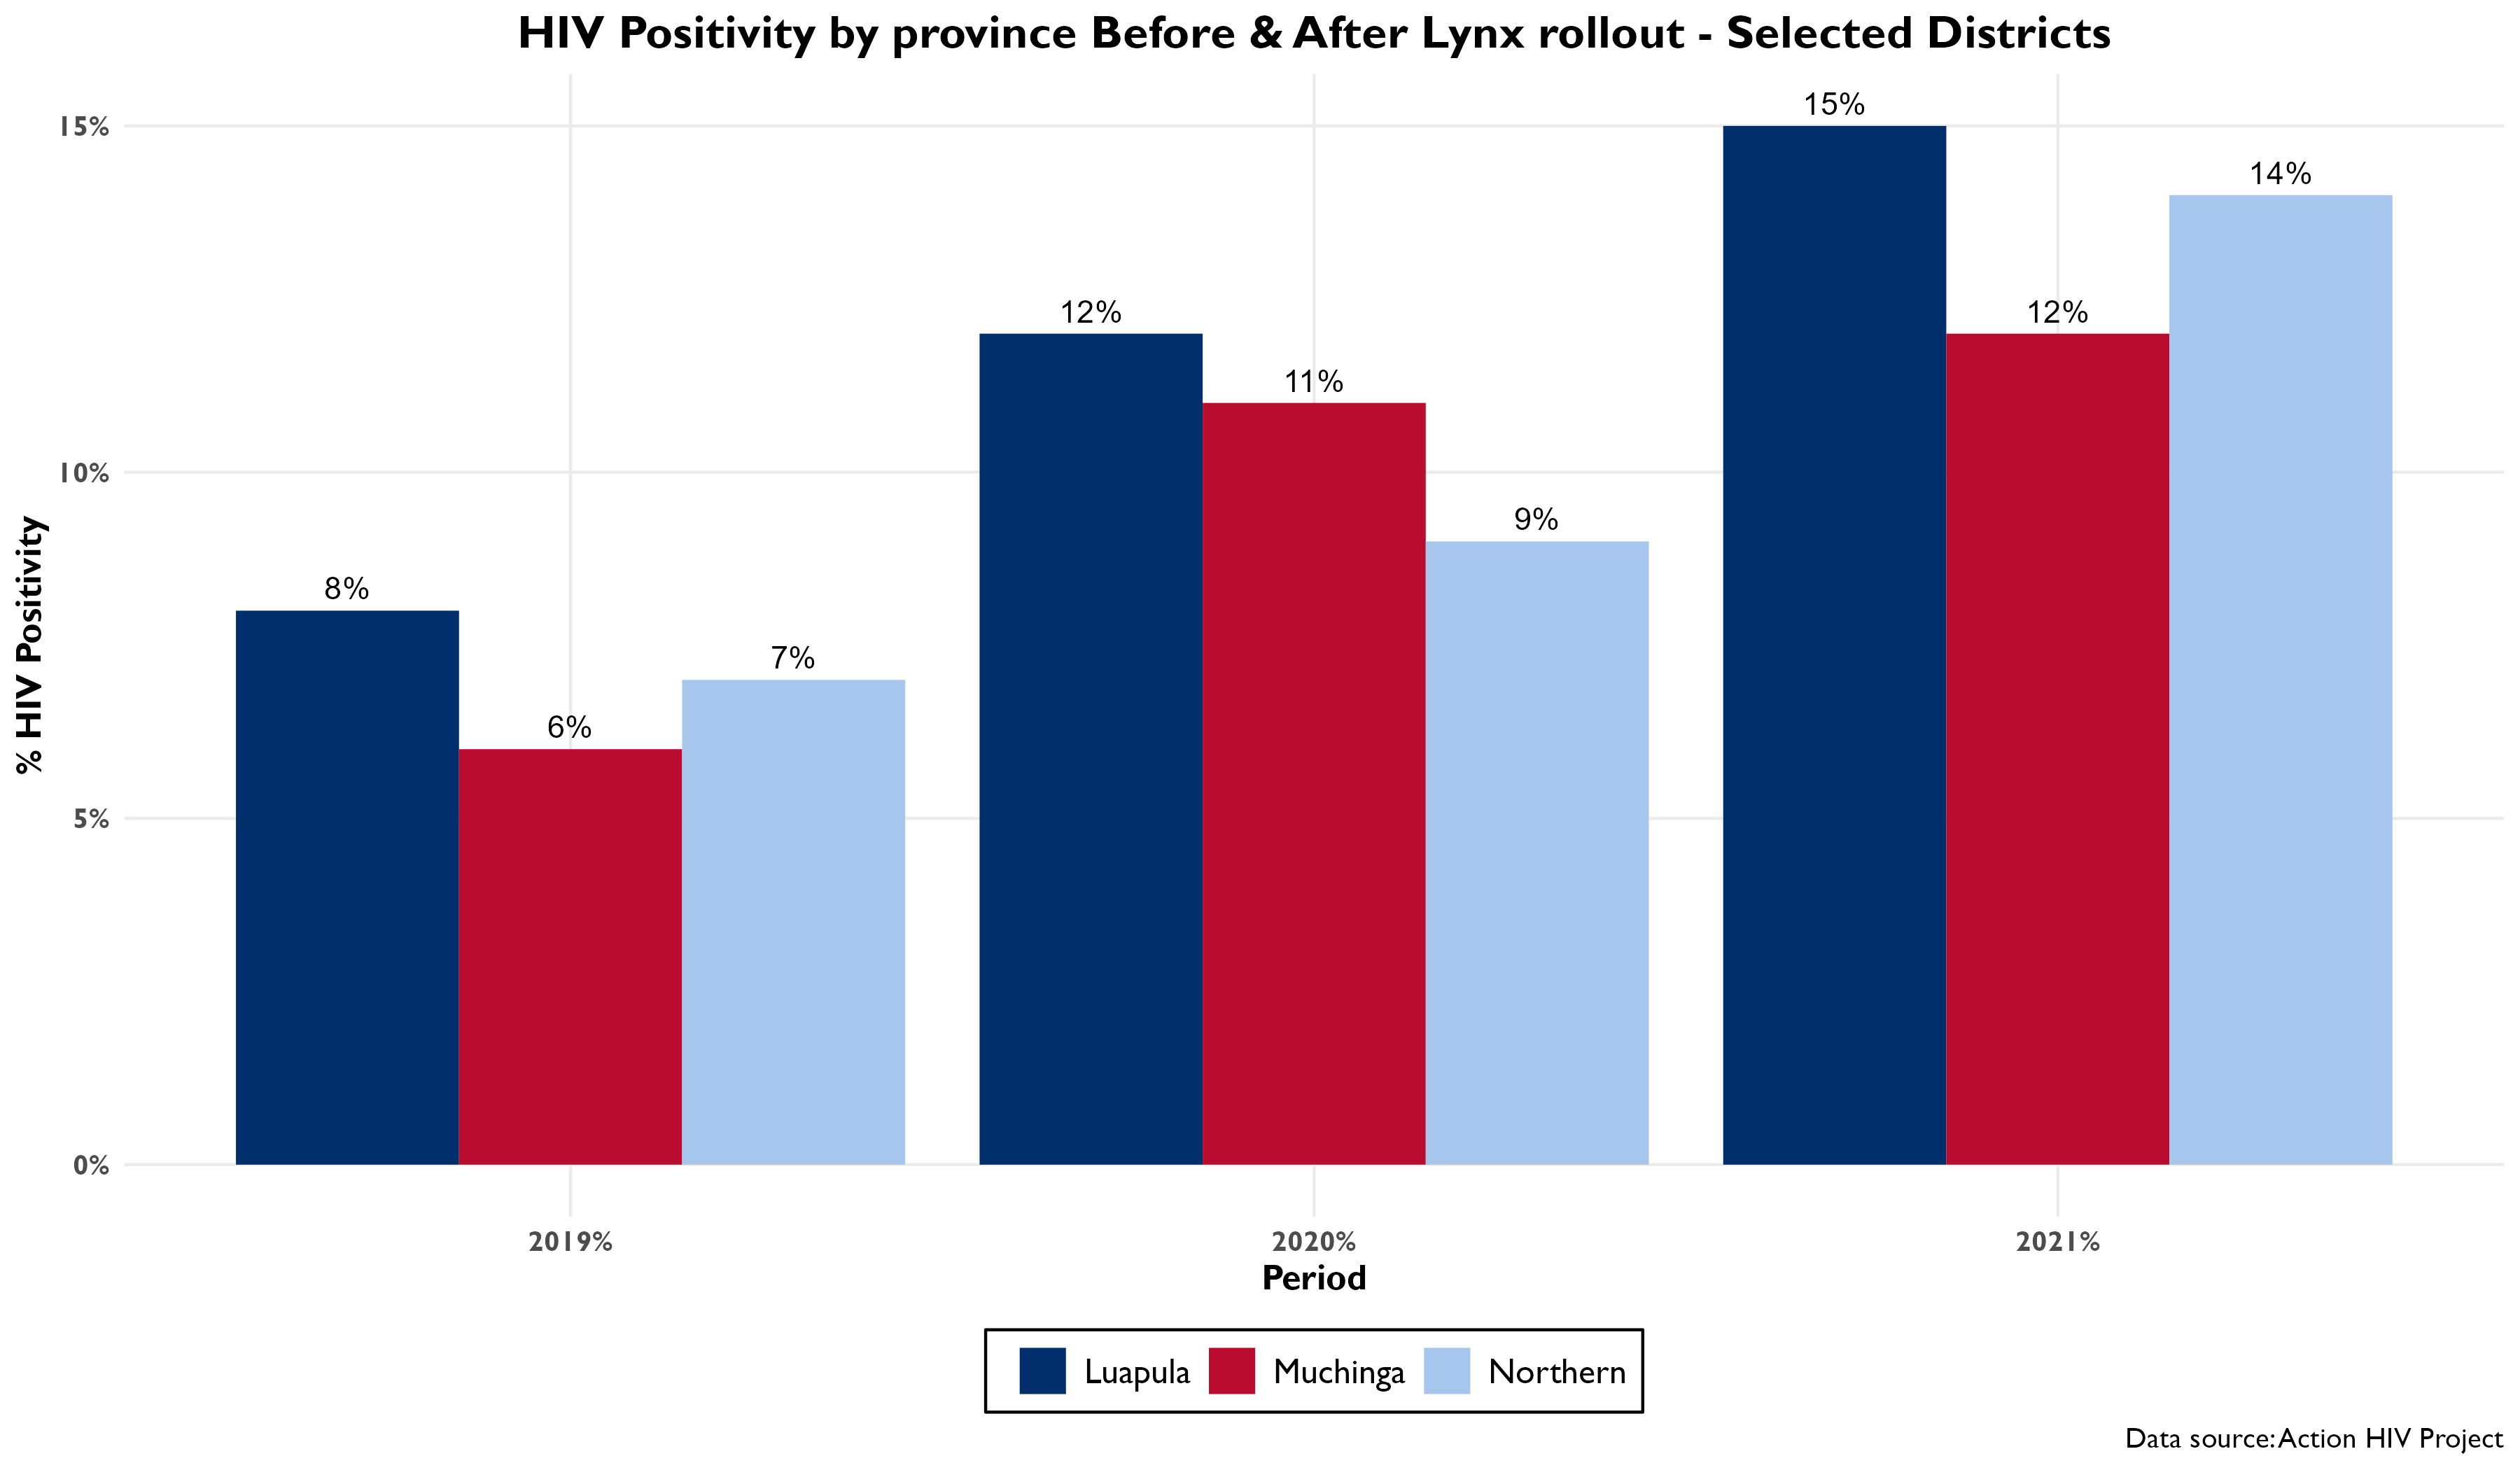 HIV Positivity by province Before & After Lynx rollout - Selected Districts
15%
10%
5%
0%
% HIV Positivity
8%
6%
7%
12%
11%
9%
15%
12%
14%
2019%
2020%
2021%
Period
Luapula
Muchinga
Northern
Data source: Action HIV Project